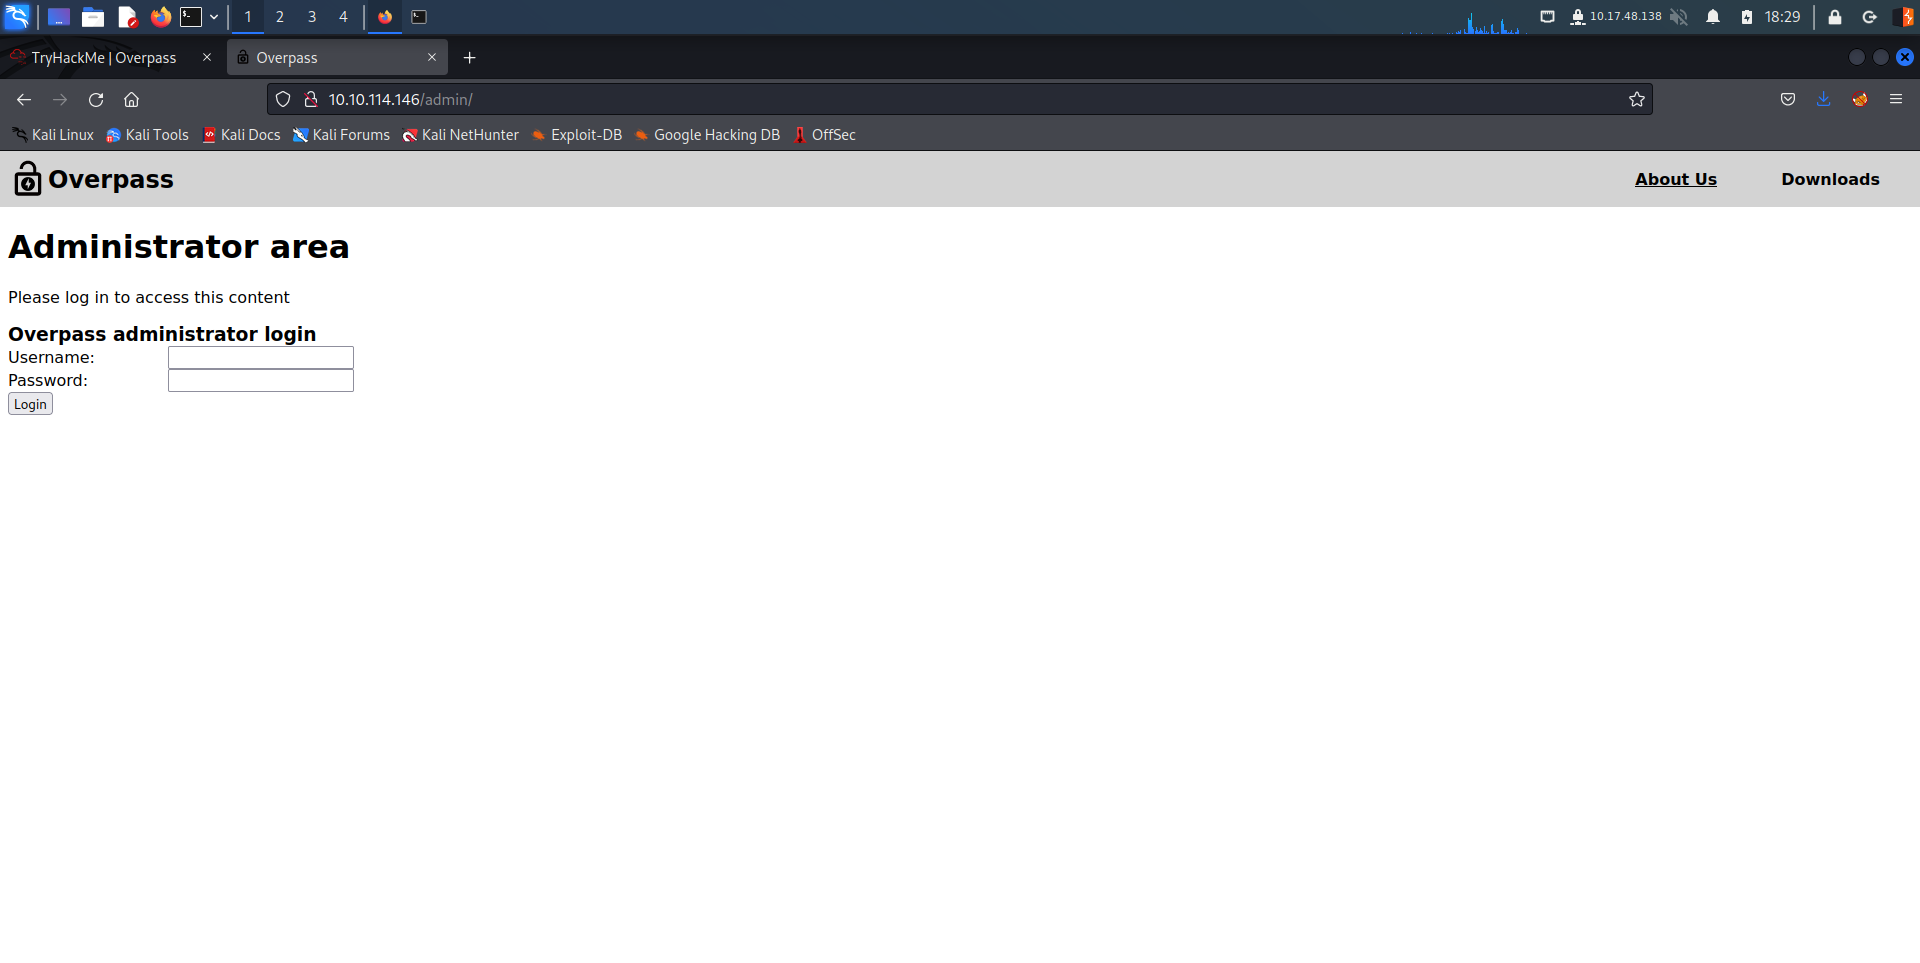 1 2 3 4 10.17.48.138 18:29
TryHackMe | Overpass Overpass
10.10.114.146/admin/
Kali Linux Kali Tools Kali Docs Kali Forums Kali NetHunter Exploit-DB Google Hacking DB OffSec
Overpass About Us Downloads
Administrator area
Please log in to access this content
Overpass administrator login
Username:
Password:
Login